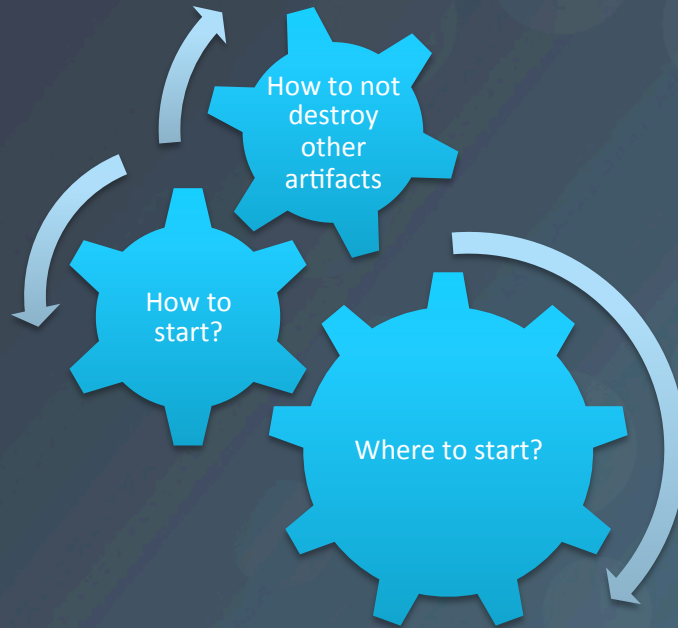 How to not
destroy
other
artifacts
How to
start?
Where to start?